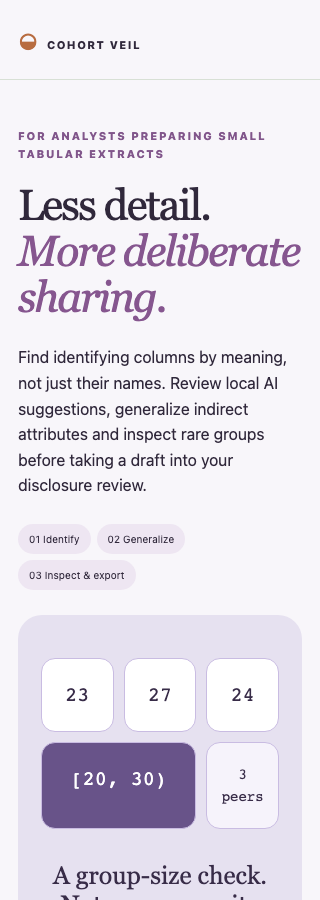 COHORT VEIL
FOR ANALYSTS PREPARING SMALL
TABULAR EXTRACTS
Less detail.
More deliberate
sharing.
Find identifying columns by meaning,
not just their names. Review local AI
suggestions, generalize indirect
attributes and inspect rare groups
before taking a draft into your
disclosure review.
01 Identify 02 Generalize
03 Inspect & export
23 27 24
[20, 30) 3
peers
A group-size check.